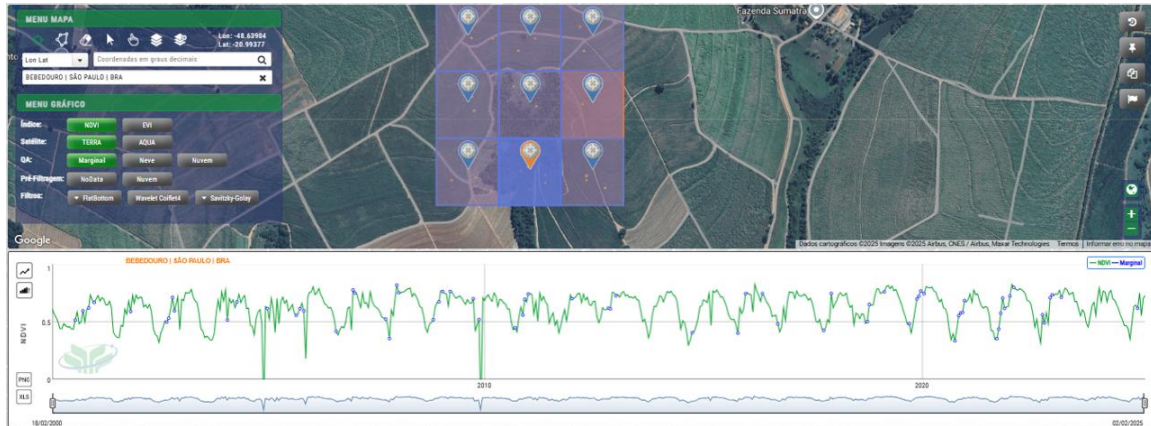 MENU MAPA
Lon: -48.63984
Lat: -20.99377
Lon Lat
Coordenadas em graus decimais
BEBEDOURO | SÃO PAULO | BRA
MENU GRÁFICO
Índice: NDVI EVI
Satélite: TERRA AQUA
QA: Marginal Neve Nuvem
Pré-Filtragem: NoData Nuvem
Filtros: FlatBottom Wavelet Coiflet4 Savitzky-Golay
Google
Fazenda Sumatra
Dados cartográficos ©2025 Imagens ©2025 Airbus, CNES / Airbus, Maxar Technologies Termos Informar erro no mapa
BEBEDOURO | SÃO PAULO | BRA
NDVI Marginal
1
0.5
0
NDVI
PNG
XLS
2010
2020
18/02/2000
02/02/2025